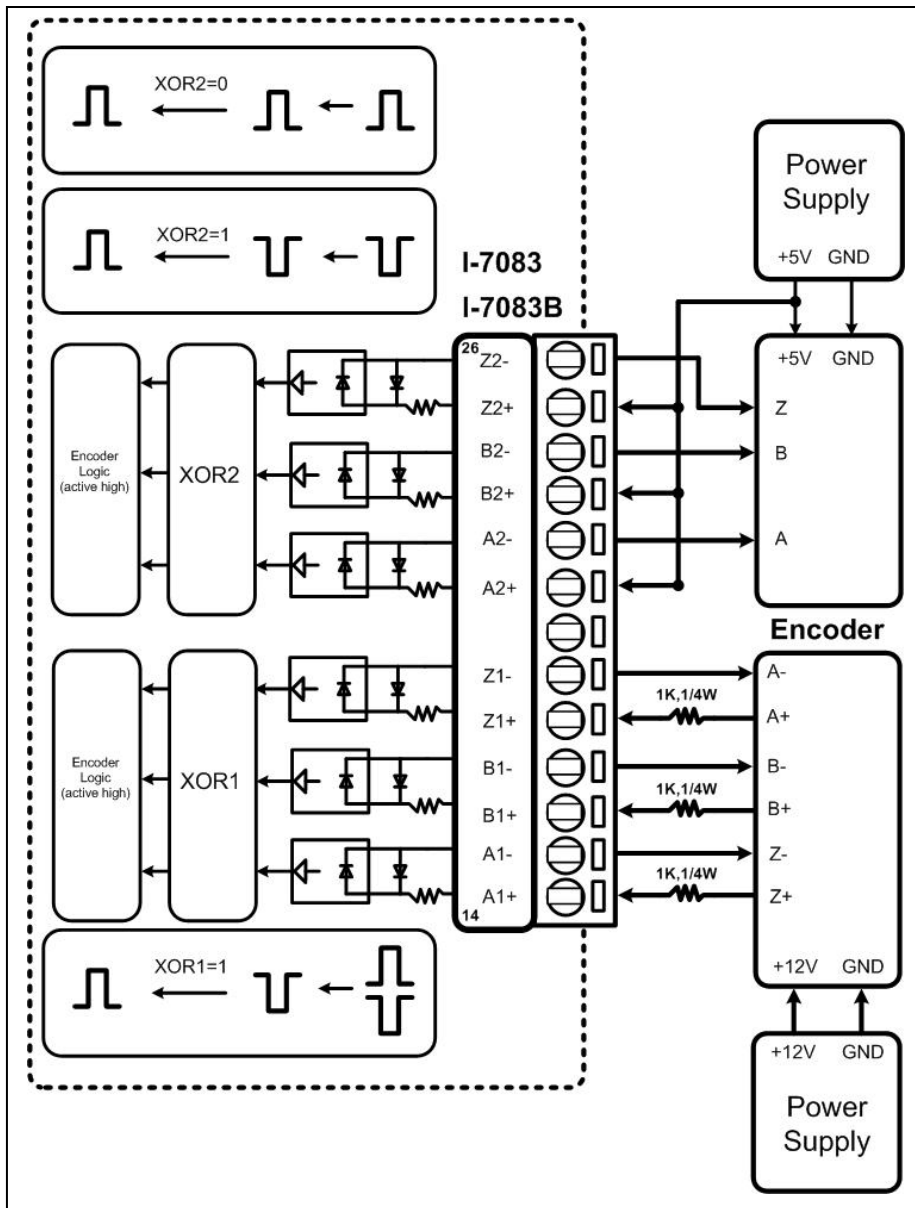 XOR2=0
XOR2=1
I-7083
I-7083B
Power
Supply
+5V GND
+5V GND
Z
B
A
26
Z2-
Z2+
B2-
B2+
A2-
A2+
Z1-
Z1+
B1-
B1+
A1-
A1+
14
Encoder
Logic
(active high)
XOR2
Encoder
Logic
(active high)
XOR1
XOR1=1
Encoder
1K,1/4W
1K,1/4W
1K,1/4W
A-
A+
B-
B+
Z-
Z+
+12V GND
+12V GND
Power
Supply